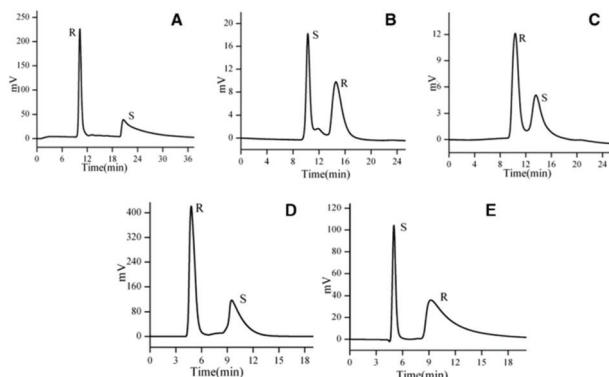 A
250
200
150
100
50
0
mV
R
S
0 6 12 18 24 30 36
Time(min)
B
20
16
12
8
4
0
mV
S
R
0 4 8 12 16 20 24
Time(min)
C
12
9
6
3
0
mV
R
S
0 4 8 12 16 20 24
Time(min)
D
400
320
240
160
80
0
mV
R
S
0 3 6 9 12 15 18
Time(min)
E
120
100
80
60
40
20
0
mV
S
R
0 3 6 9 12 15 18
Time(min)